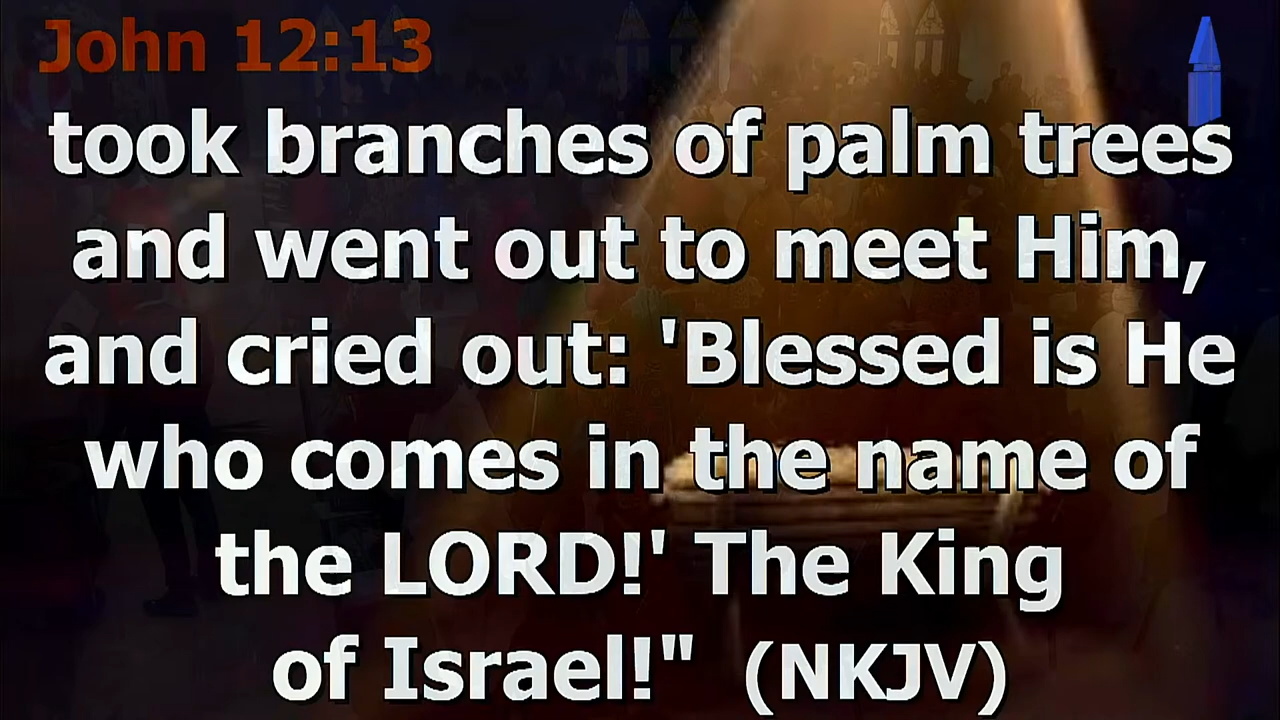 John 12:13
took branches of palm trees
and went out to meet Him,
and cried out: 'Blessed is He
who comes in the name of
the LORD!' The King
of Israel!" (NKJV)